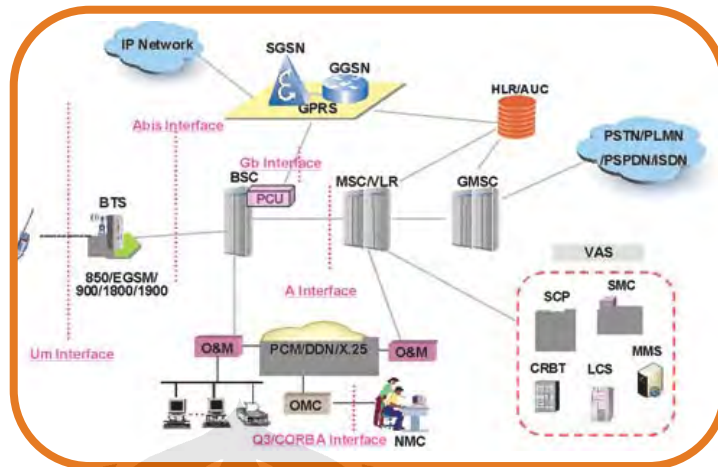 IP Network
SGSN
GGSN
GPRS
HLR/AUC
PSTN/PLMN
/PSPDN/ISDN
Abis Interface
Gb Interface
BTS
BSC
PCU
MSC/VLR
GMSC
850/EGSM/
900/1800/1900
A Interface
VAS
SCP
SMC
MMS
CRBT
LCS
Um Interface
O&M
PCM/DDN/X.25
O&M
OMC
NMC
Q3/CORBA Interface